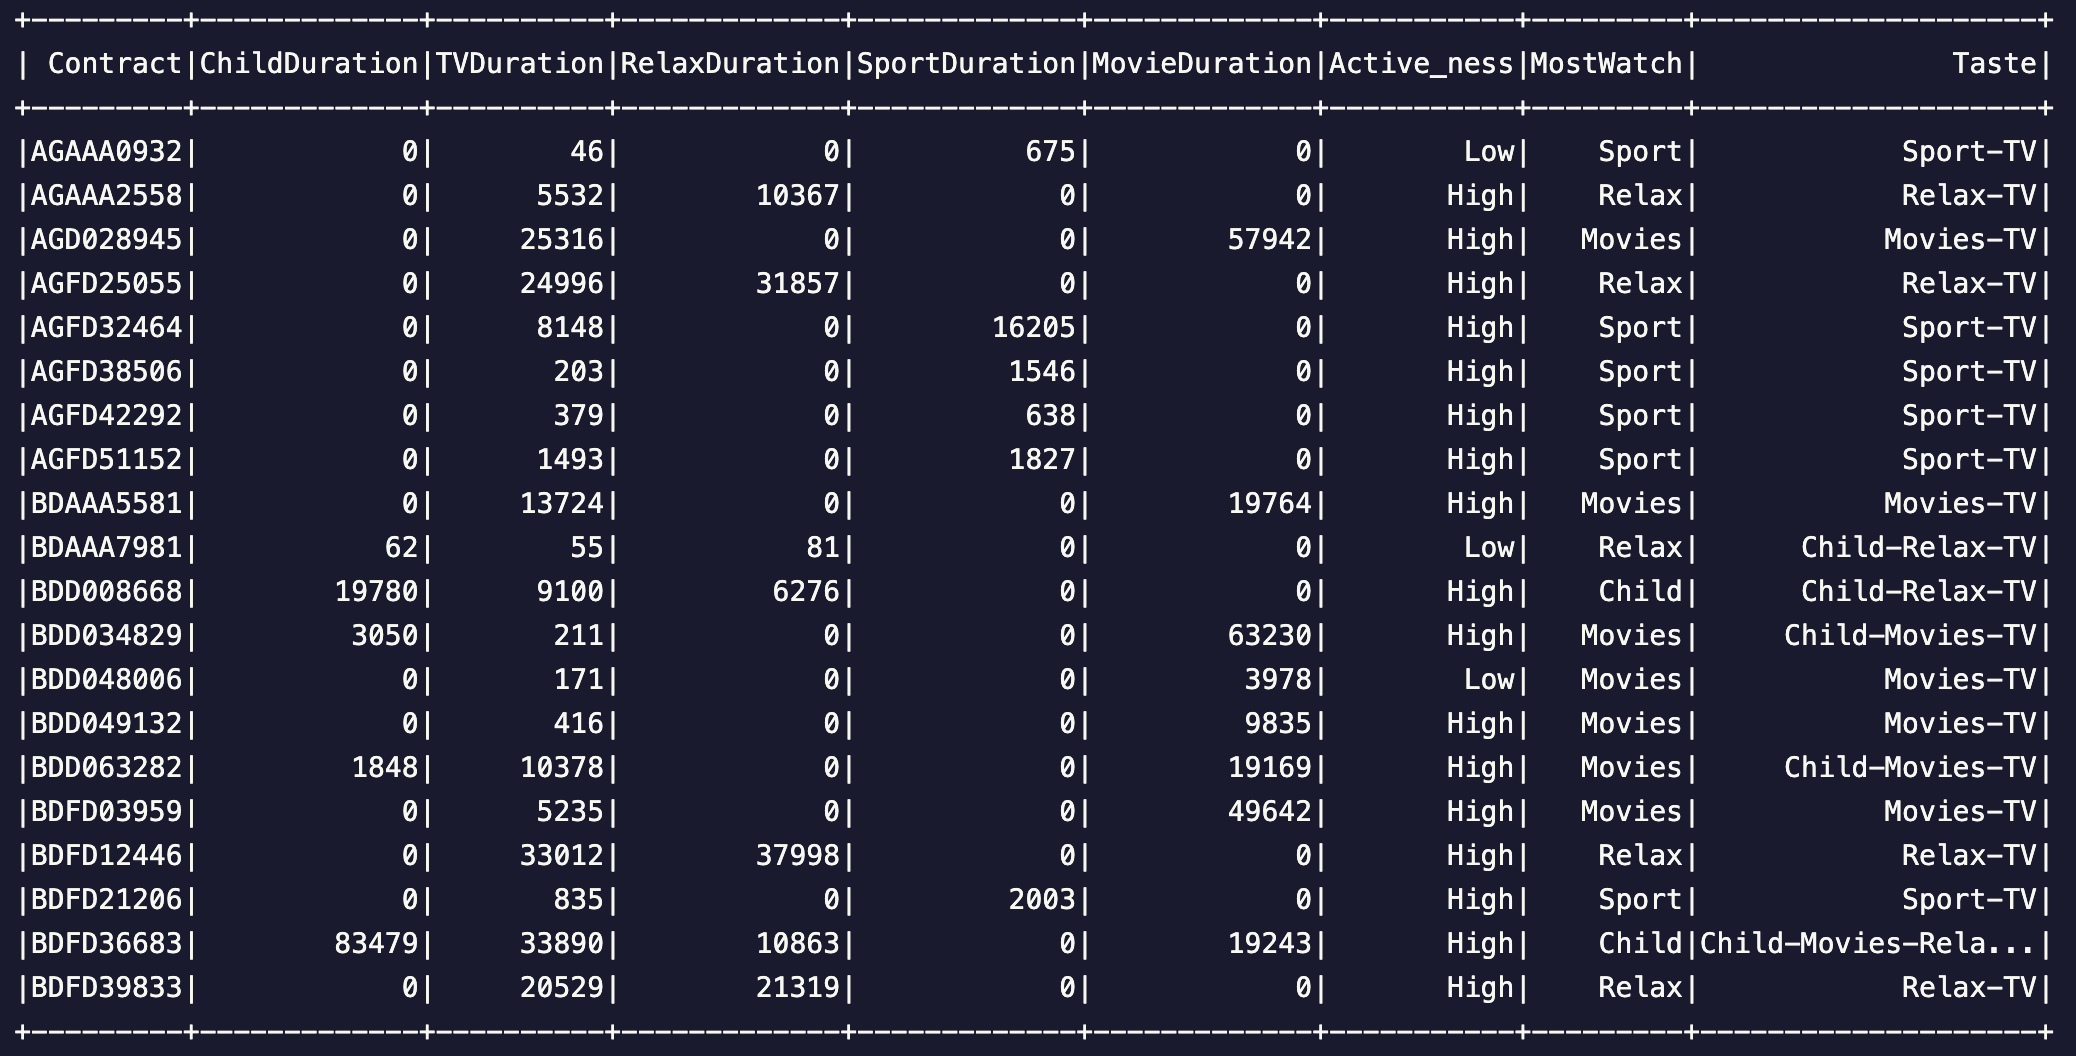 +---------+-------------+----------+-------------+-------------+-------------+-----------+---------+--------------------+
| Contract|ChildDuration|TVDuration|RelaxDuration|SportDuration|MovieDuration|Active_ness|MostWatch|               Taste|
+---------+-------------+----------+-------------+-------------+-------------+-----------+---------+--------------------+
|AGAAA0932|            0|        46|            0|          675|            0|        Low|    Sport|            Sport-TV|
|AGAAA2558|            0|      5532|        10367|            0|            0|       High|    Relax|            Relax-TV|
|AGD028945|            0|     25316|            0|            0|        57942|       High|   Movies|           Movies-TV|
|AGFD25055|            0|     24996|        31857|            0|            0|       High|    Relax|            Relax-TV|
|AGFD32464|            0|      8148|            0|        16205|            0|       High|    Sport|            Sport-TV|
|AGFD38506|            0|       203|            0|         1546|            0|       High|    Sport|            Sport-TV|
|AGFD42292|            0|       379|            0|          638|            0|       High|    Sport|            Sport-TV|
|AGFD51152|            0|      1493|            0|         1827|            0|       High|    Sport|            Sport-TV|
|BDAAA5581|            0|     13724|            0|            0|        19764|       High|   Movies|           Movies-TV|
|BDAAA7981|           62|        55|           81|            0|            0|        Low|    Relax|      Child-Relax-TV|
|BDD008668|        19780|      9100|         6276|            0|            0|       High|    Child|      Child-Relax-TV|
|BDD034829|         3050|       211|            0|            0|        63230|       High|   Movies|     Child-Movies-TV|
|BDD048006|            0|       171|            0|            0|         3978|        Low|   Movies|           Movies-TV|
|BDD049132|            0|       416|            0|            0|         9835|       High|   Movies|           Movies-TV|
|BDD063282|         1848|     10378|            0|            0|        19169|       High|   Movies|     Child-Movies-TV|
|BDFD03959|            0|      5235|            0|            0|        49642|       High|   Movies|           Movies-TV|
|BDFD12446|            0|     33012|        37998|            0|            0|       High|    Relax|            Relax-TV|
|BDFD21206|            0|       835|            0|         2003|            0|       High|    Sport|            Sport-TV|
|BDFD36683|        83479|     33890|        10863|            0|        19243|       High|    Child|Child-Movies-Rela...|
|BDFD39833|            0|     20529|        21319|            0|            0|       High|    Relax|            Relax-TV|
+---------+-------------+----------+-------------+-------------+-------------+-----------+---------+--------------------+